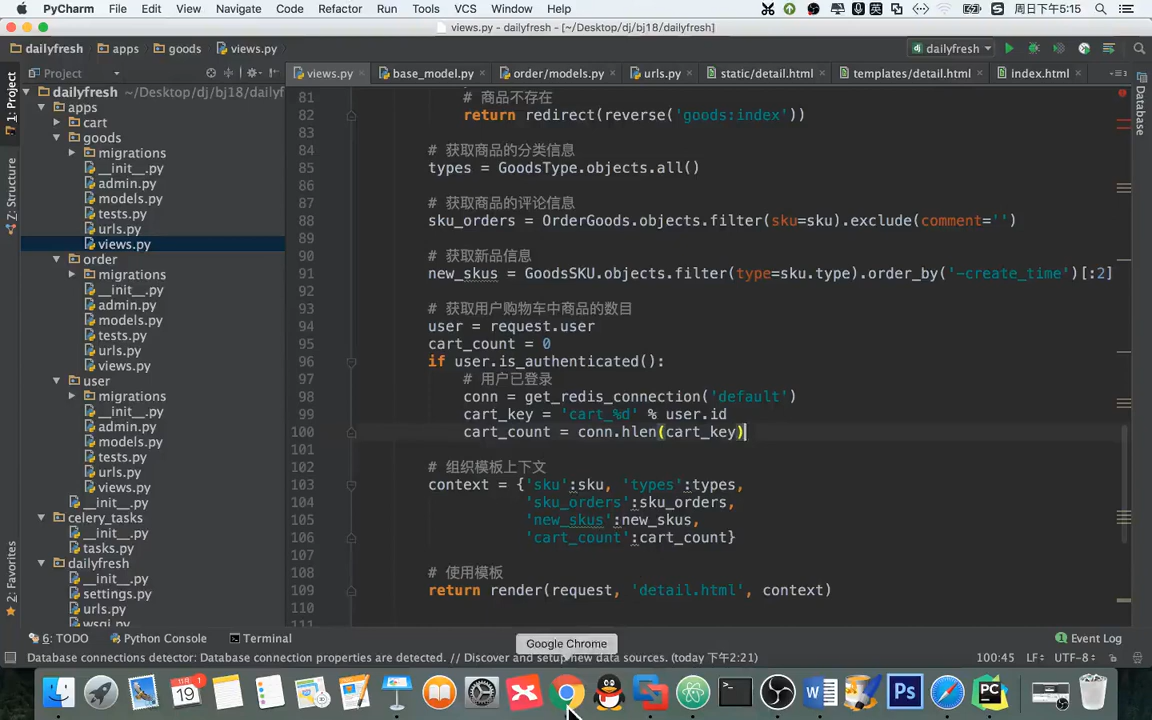 PyCharm File Edit View Navigate Code Refactor Run Tools VCS Window Help 周日下午5:15
views.py - dailyfresh - [~/Desktop/dj/bj18/dailyfresh]
dailyfresh apps goods views.py dailyfresh
Project views.py base_model.py order/models.py urls.py static/detail.html templates/detail.html index.html
1: Project
Z: Structure
2: Favorites
Database
dailyfresh ~/Desktop/dj/bj18/dailyf
apps
cart
goods
migrations
__init__.py
admin.py
models.py
tests.py
urls.py
views.py
order
migrations
__init__.py
admin.py
models.py
tests.py
urls.py
views.py
user
migrations
__init__.py
admin.py
models.py
tests.py
urls.py
views.py
__init__.py
celery_tasks
__init__.py
tasks.py
dailyfresh
__init__.py
settings.py
urls.py
wsgi.py
81 # 商品不存在
82 return redirect(reverse('goods:index'))
83
84 # 获取商品的分类信息
85 types = GoodsType.objects.all()
86
87 # 获取商品的评论信息
88 sku_orders = OrderGoods.objects.filter(sku=sku).exclude(comment='')
89
90 # 获取新品信息
91 new_skus = GoodsSKU.objects.filter(type=sku.type).order_by('-create_time')[:2]
92
93 # 获取用户购物车中商品的数目
94 user = request.user
95 cart_count = 0
96 if user.is_authenticated():
97 # 用户已登录
98 conn = get_redis_connection('default')
99 cart_key = 'cart_%d' % user.id
100 cart_count = conn.hlen(cart_key)
101
102 # 组织模板上下文
103 context = {'sku':sku, 'types':types,
104 'sku_orders':sku_orders,
105 'new_skus':new_skus,
106 'cart_count':cart_count}
107
108 # 使用模板
109 return render(request, 'detail.html', context)
110
6: TODO Python Console Terminal Event Log
Google Chrome
Database connections detector: Database connection properties are detected. // Discover and setup new data sources. (today 下午2:21) 100:45 LF÷ UTF-8÷
11月
19
Ps
PC